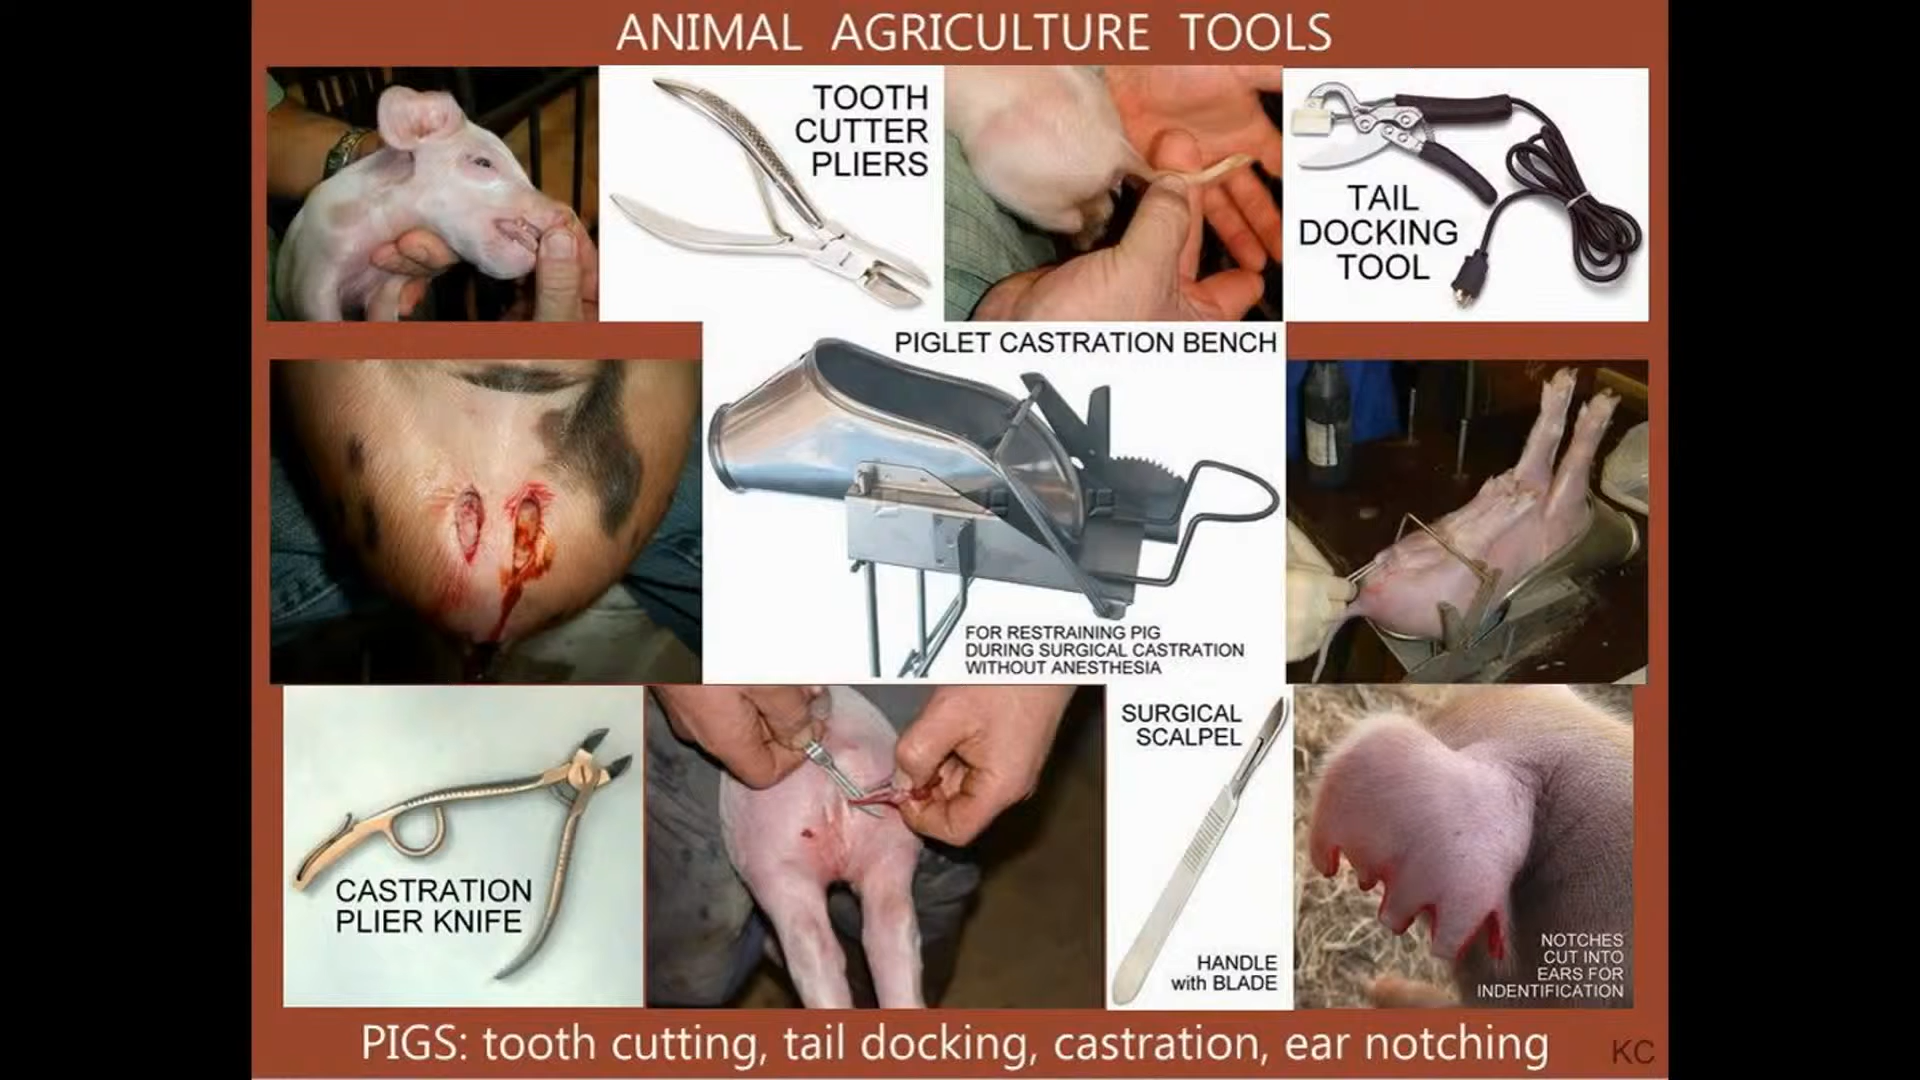 ANIMAL AGRICULTURE TOOLS
TOOTH
CUTTER
PLIERS
TAIL
DOCKING
TOOL
PIGLET CASTRATION BENCH
FOR RESTRAINING PIG
DURING SURGICAL CASTRATION
WITHOUT ANESTHESIA
CASTRATION
PLIER KNIFE
SURGICAL
SCALPEL
HANDLE
with BLADE
NOTCHES
CUT INTO
EARS FOR
INDENTIFICATION
PIGS: tooth cutting, tail docking, castration, ear notching
KC